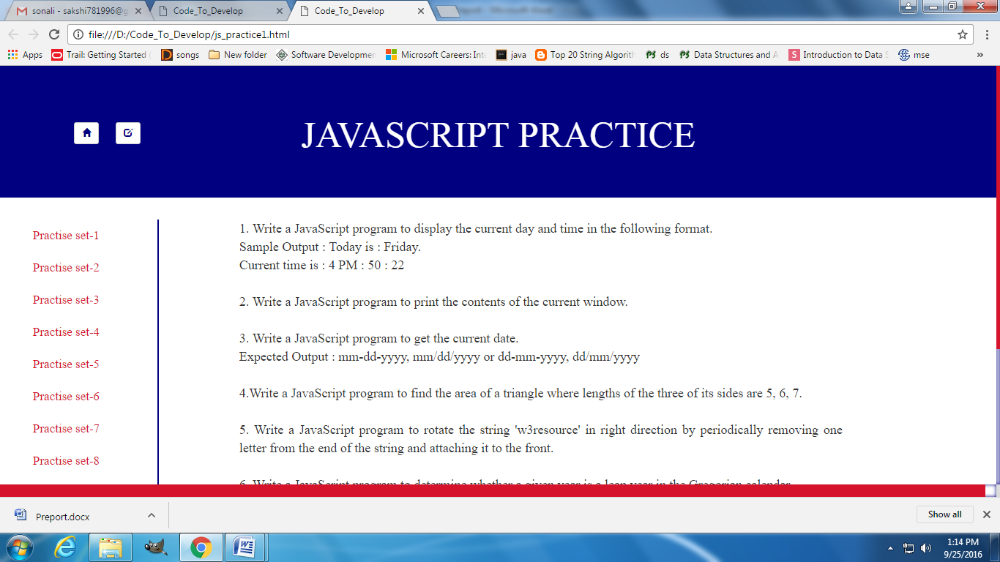 sonali - sakshi781996@g
Code_To_Develop
Code_To_Develop
file:///D:/Code_To_Develop/js_practice1.html
Apps
Trail: Getting Started (
songs
New folder
Software Developmen
Microsoft Careers: Int
java
Top 20 String Algorith
ds
Data Structures and A
Introduction to Data S
mse
»
JAVASCRIPT PRACTICE
Practise set-1
Practise set-2
Practise set-3
Practise set-4
Practise set-5
Practise set-6
Practise set-7
Practise set-8
1. Write a JavaScript program to display the current day and time in the following format.
Sample Output : Today is : Friday.
Current time is : 4 PM : 50 : 22
2. Write a JavaScript program to print the contents of the current window.
3. Write a JavaScript program to get the current date.
Expected Output : mm-dd-yyyy, mm/dd/yyyy or dd-mm-yyyy, dd/mm/yyyy
4.Write a JavaScript program to find the area of a triangle where lengths of the three of its sides are 5, 6, 7.
5. Write a JavaScript program to rotate the string 'w3resource' in right direction by periodically removing one
letter from the end of the string and attaching it to the front.
6. Write a JavaScript program to determine whether a given year is a leap year in the Gregorian calendar.
Preport.docx
Show all
1:14 PM
9/25/2016